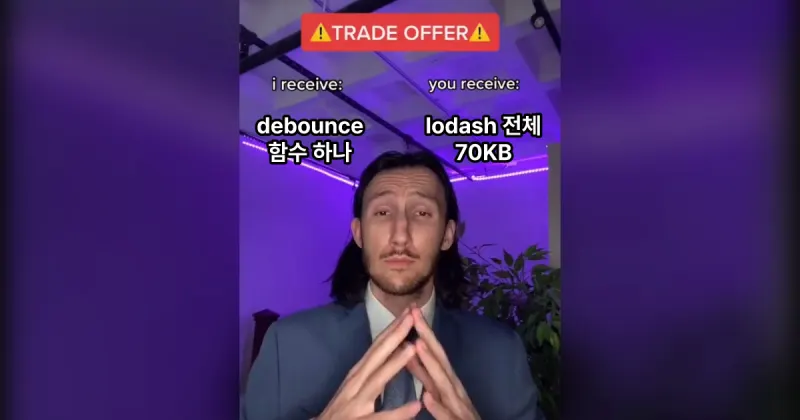 ⚠️TRADE OFFER⚠️
i receive:
you receive:
debounce
함수 하나
lodash 전체
70KB